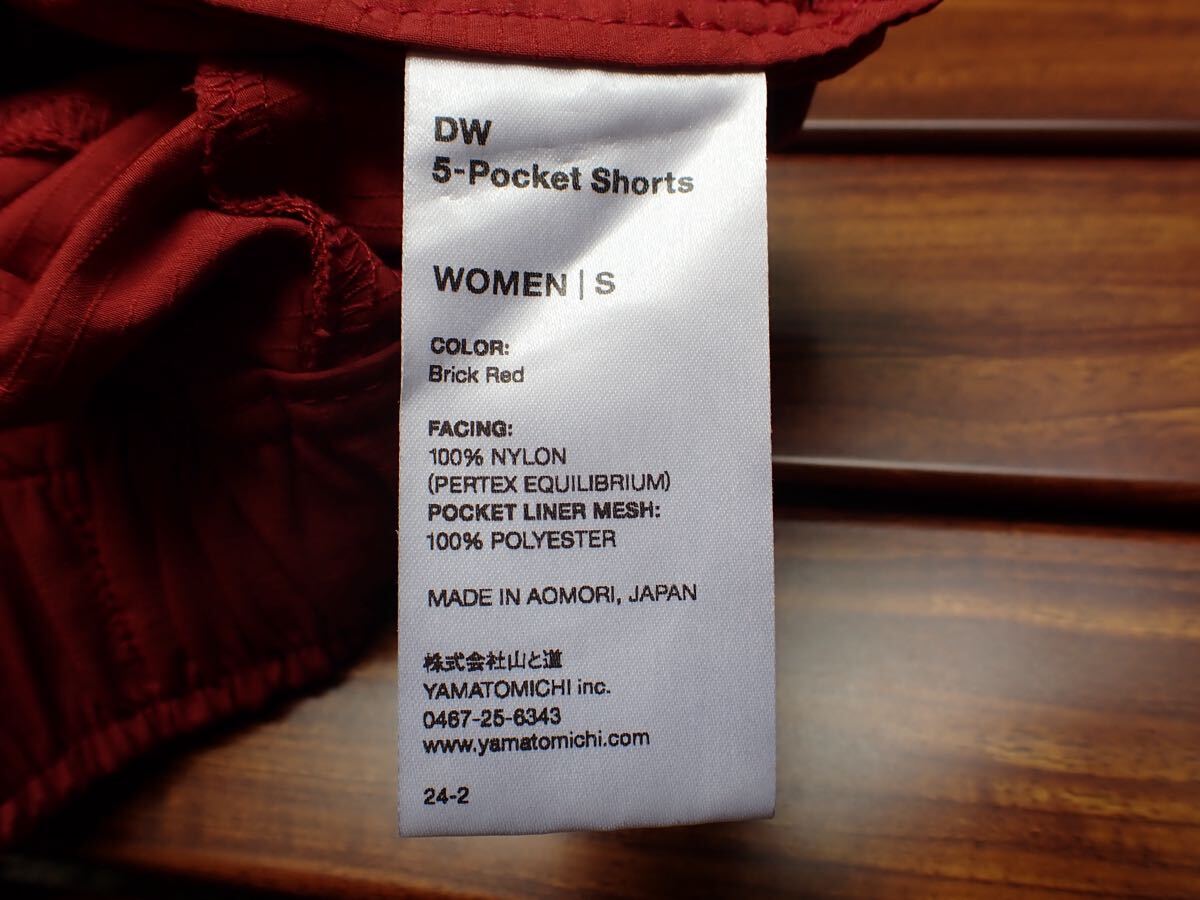 DW
5-Pocket Shorts
WOMEN | S
COLOR:
Brick Red
FACING:
100% NYLON
(PERTEX EQUILIBRIUM)
POCKET LINER MESH:
100% POLYESTER
MADE IN AOMORI, JAPAN
株式会社山と道
YAMATOMICHI inc.
0467-25-6343
www.yamatomichi.com
24-2